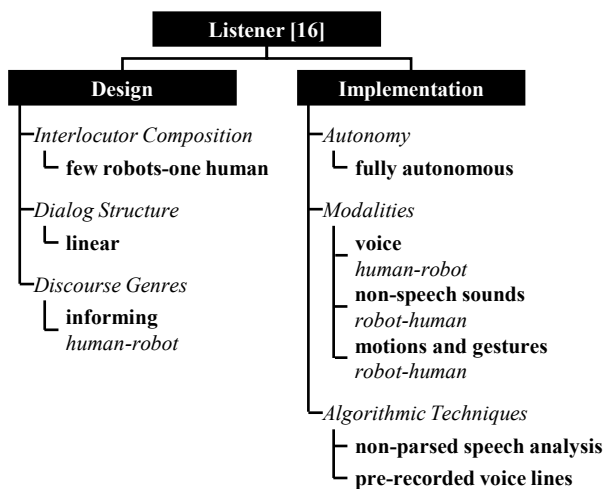 Listener [16]
Design
Interlocutor Composition
few robots-one human
Dialog Structure
linear
Discourse Genres
informing
human-robot
Implementation
Autonomy
fully autonomous
Modalities
voice
human-robot
non-speech sounds
robot-human
motions and gestures
robot-human
Algorithmic Techniques
non-parsed speech analysis
pre-recorded voice lines